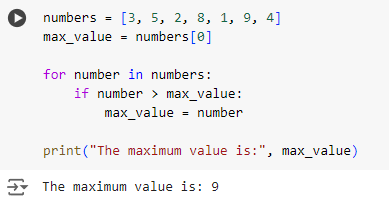 numbers = [3, 5, 2, 8, 1, 9, 4]
max_value = numbers[0]

for number in numbers:
    if number > max_value:
        max_value = number

print("The maximum value is:", max_value)
The maximum value is: 9